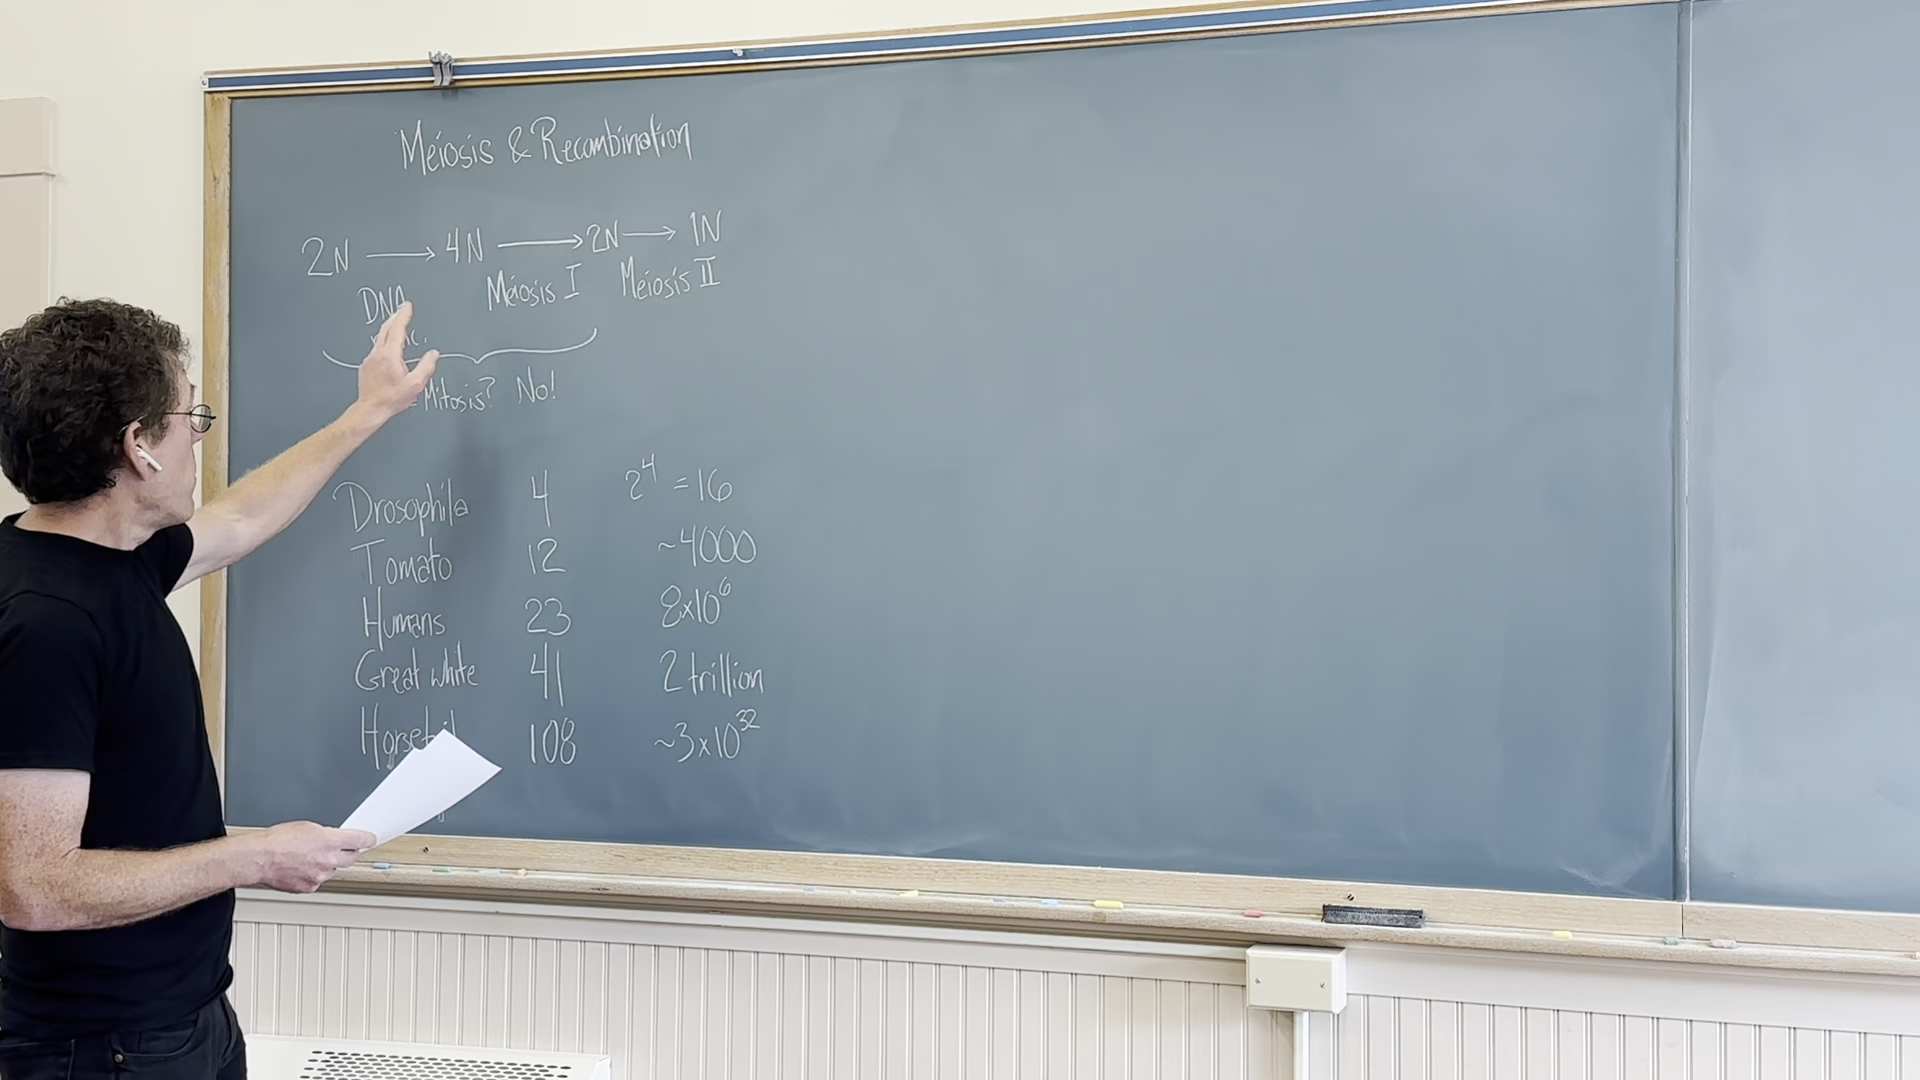 Meiosis & Recombination
2N → 4N → 2N → 1N
DNA Meiosis I Meiosis II
= Mitosis? No!
Drosophila 4 2⁴ = 16
Tomato 12 ~4000
Humans 23 8x10⁶
Great white 41 2 trillion
Horsetail 108 ~3x10³²